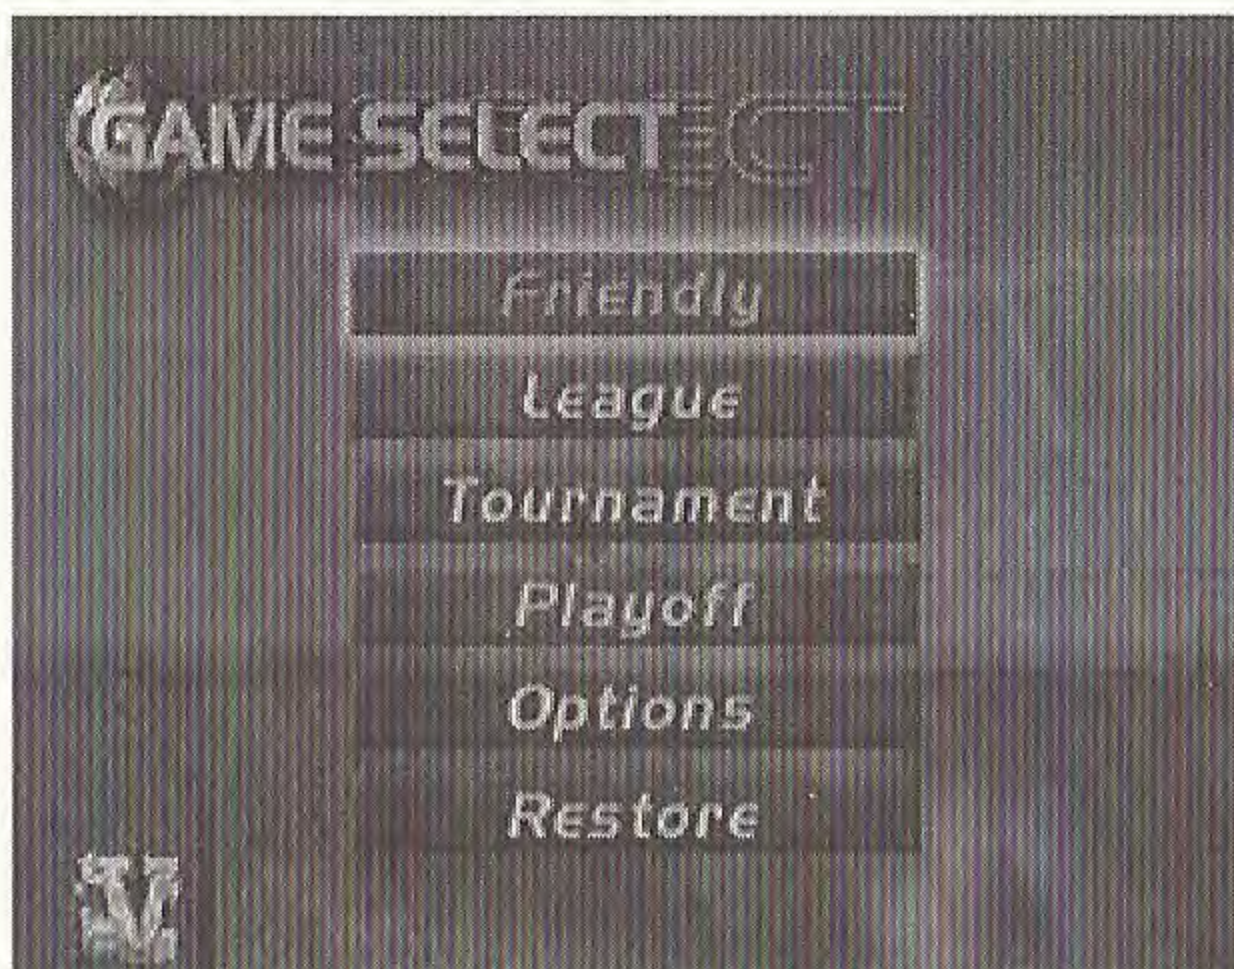 GAME SELECT
Friendly
League
Tournament
Playoff
Options
Restore